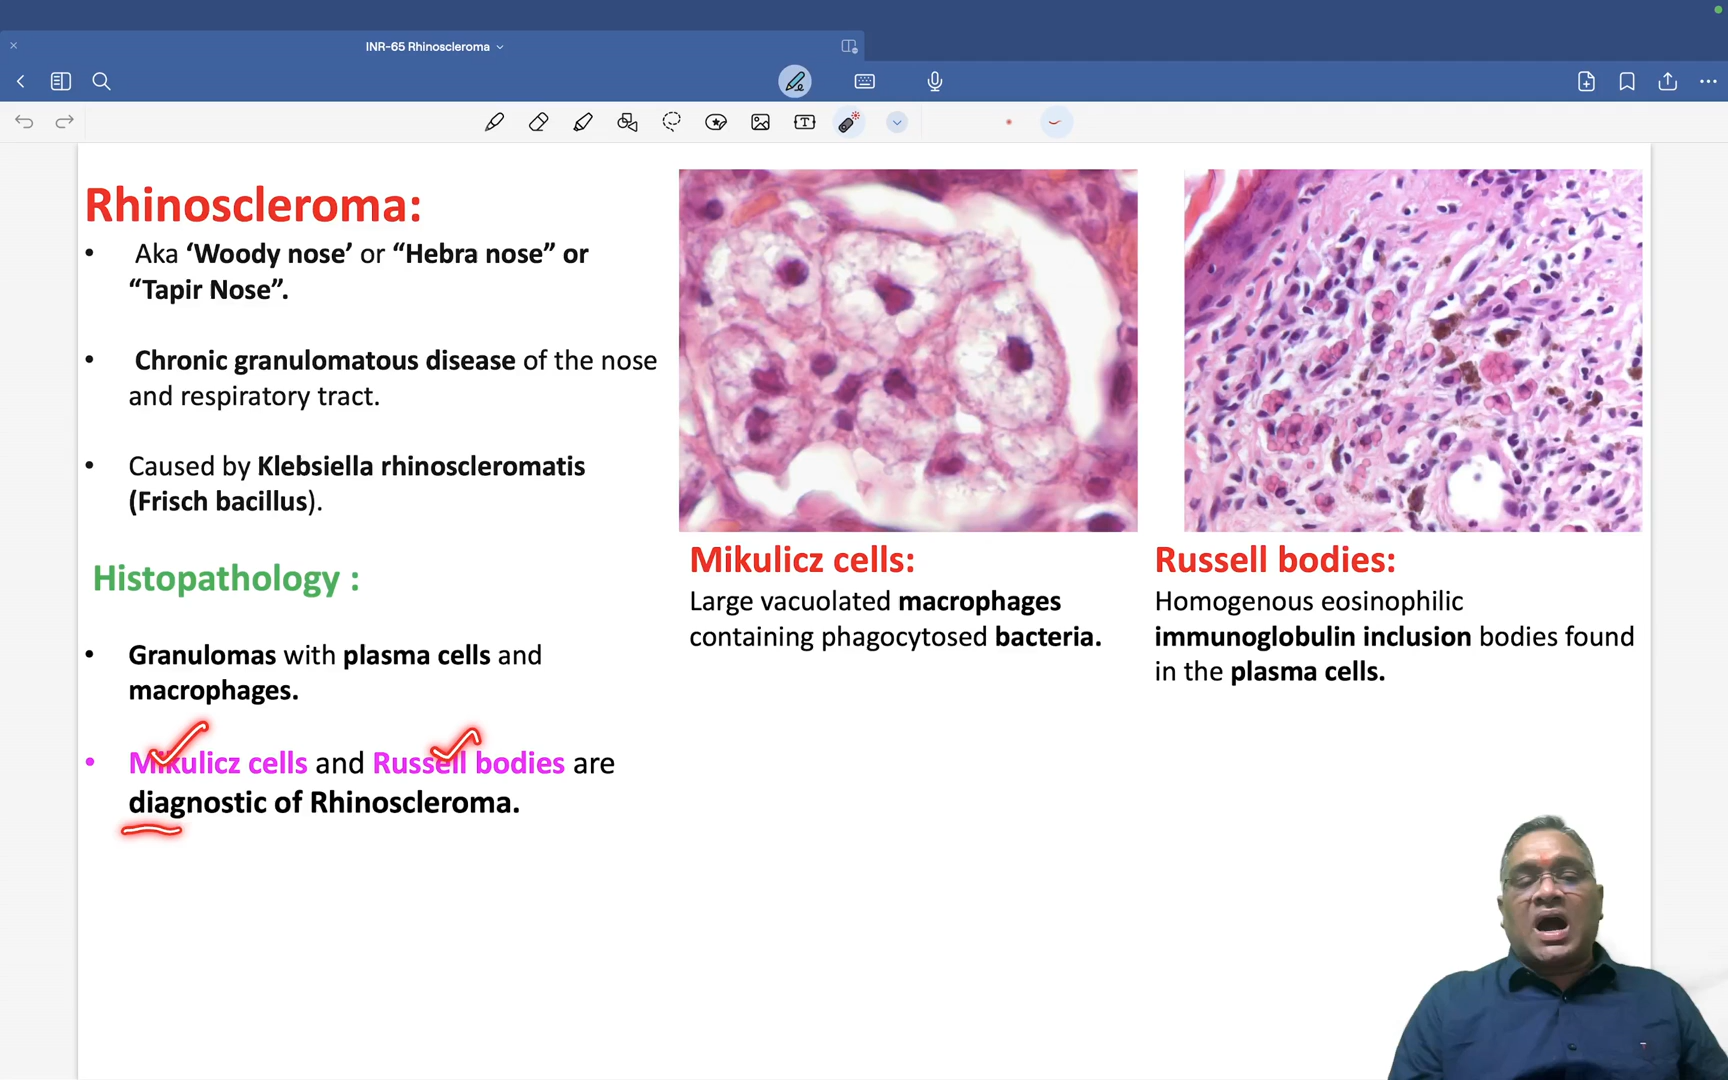 INR-65 Rhinoscleroma
Rhinoscleroma:
• Aka ‘Woody nose’ or “Hebra nose” or
“Tapir Nose”.
• Chronic granulomatous disease of the nose
and respiratory tract.
• Caused by Klebsiella rhinoscleromatis
(Frisch bacillus).
Histopathology :
• Granulomas with plasma cells and
macrophages.
• Mikulicz cells and Russell bodies are
diagnostic of Rhinoscleroma.
Mikulicz cells:
Large vacuolated macrophages
containing phagocytosed bacteria.
Russell bodies:
Homogenous eosinophilic
immunoglobulin inclusion bodies found
in the plasma cells.